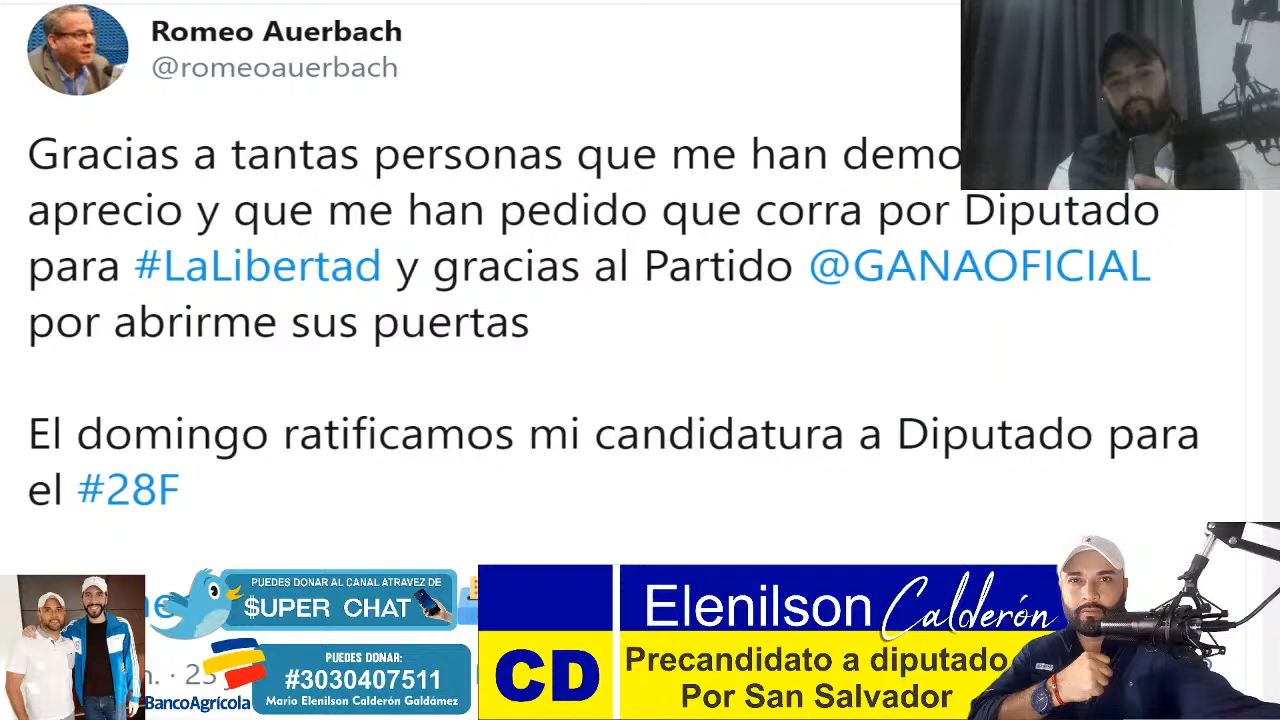 Romeo Auerbach
@romeoauerbach
Gracias a tantas personas que me han demo
aprecio y que me han pedido que corra por Diputado
para #LaLibertad y gracias al Partido @GANAOFICIAL
por abrirme sus puertas
El domingo ratificamos mi candidatura a Diputado para
el #28F
PUEDES DONAR AL CANAL ATRAVEZ DE
$UPER CHAT
BancoAgrícola
PUEDES DONAR:
#3030407511
Mario Elenilson Calderón Galdámez
Elenilson Calderón
CD
Precandidato a diputado
Por San Salvador